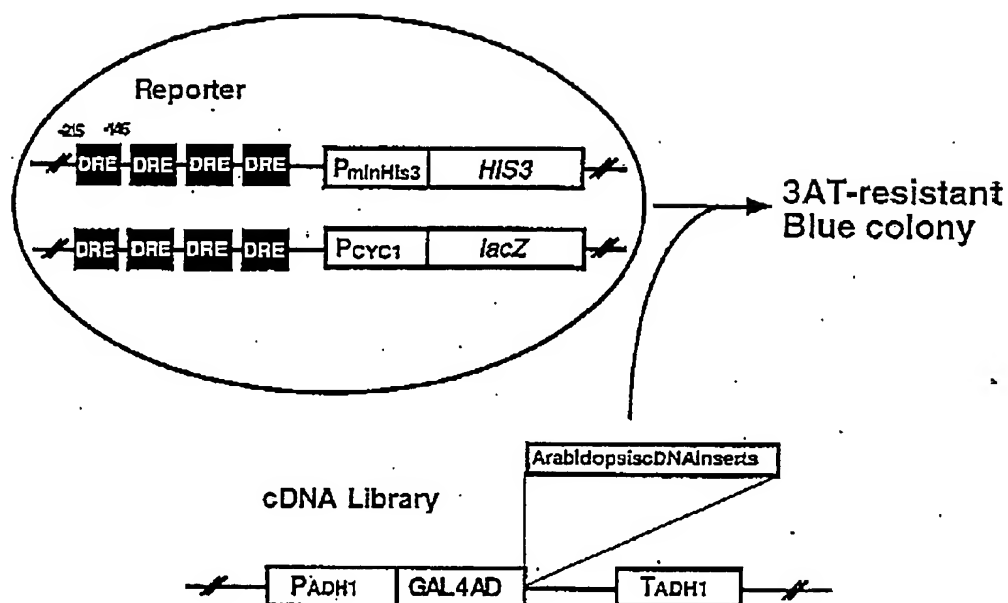 Reporter
-215 -145
DRE DRE DRE DRE PminHis3 HIS3
DRE DRE DRE DRE PCYC1 lacZ
3AT-resistant
Blue colony
ArabidopsiscDNAInserts
cDNA Library
PADH1 GAL4AD TADH1